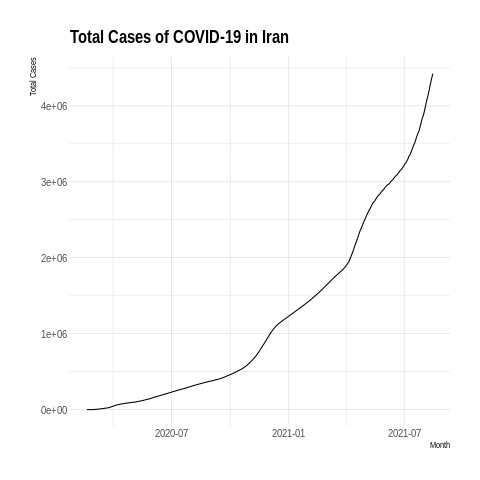 Total Cases of COVID-19 in Iran
Total Cases
4e+06
3e+06
2e+06
1e+06
0e+00
2020-07 2021-01 2021-07
Month